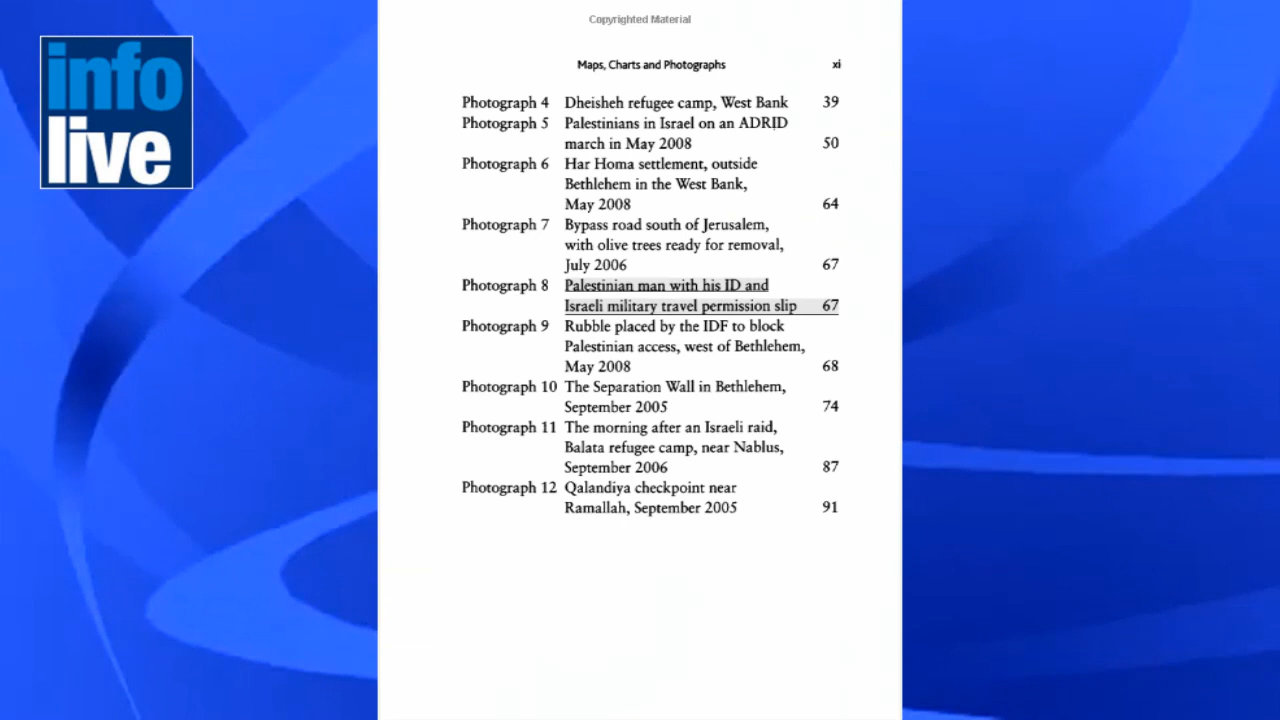 info
live
Copyrighted Material
Maps, Charts and Photographs xi
Photograph 4 Dheisheh refugee camp, West Bank 39
Photograph 5 Palestinians in Israel on an ADRID
march in May 2008 50
Photograph 6 Har Homa settlement, outside
Bethlehem in the West Bank,
May 2008 64
Photograph 7 Bypass road south of Jerusalem,
with olive trees ready for removal,
July 2006 67
Photograph 8 Palestinian man with his ID and
Israeli military travel permission slip 67
Photograph 9 Rubble placed by the IDF to block
Palestinian access, west of Bethlehem,
May 2008 68
Photograph 10 The Separation Wall in Bethlehem,
September 2005 74
Photograph 11 The morning after an Israeli raid,
Balata refugee camp, near Nablus,
September 2006 87
Photograph 12 Qalandiya checkpoint near
Ramallah, September 2005 91